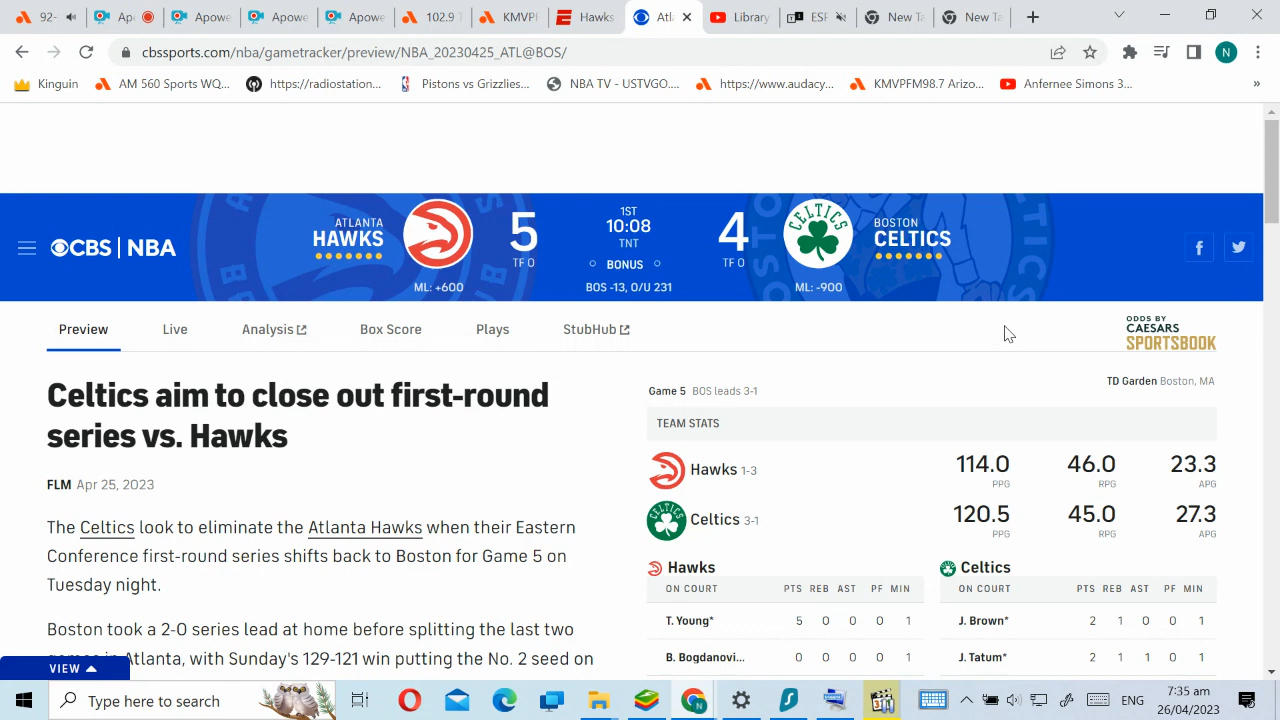 92-
Ape
Apowe
Apowe
Apowe
102.9 T
KMVPI
Hawks
Atla
Library
ESP
New Ta
New Ta
cbssports.com/nba/gametracker/preview/NBA_20230425_ATL@BOS/
N
Kinguin
AM 560 Sports WQ...
https://radiostation...
Pistons vs Grizzlies...
NBA TV - USTVGO....
https://www.audacy...
KMVPFM98.7 Arizo...
Anfernee Simons 3...
»
CBS | NBA
ATLANTA
HAWKS
ML: +600
5
TF 0
1ST
10:08
TNT
BONUS
BOS -13, O/U 231
4
TF 0
CELTICS
ML: -900
BOSTON
CELTICS
Preview
Live
Analysis
Box Score
Plays
StubHub
ODDS BY
CAESARS
SPORTSBOOK
Celtics aim to close out first-round
series vs. Hawks
FLM Apr 25, 2023
The Celtics look to eliminate the Atlanta Hawks when their Eastern
Conference first-round series shifts back to Boston for Game 5 on
Tuesday night.
Boston took a 2-0 series lead at home before splitting the last two
games in Atlanta, with Sunday's 129-121 win putting the No. 2 seed on
VIEW
Game 5 BOS leads 3-1
TD Garden Boston, MA
TEAM STATS
Hawks 1-3
114.0 46.0 23.3
PPG RPG APG
Celtics 3-1
120.5 45.0 27.3
PPG RPG APG
Hawks
ON COURT PTS REB AST PF MIN
T. Young* 5 0 0 0 1
B. Bogdanovi... 0 0 0 0 1
Celtics
ON COURT PTS REB AST PF MIN
J. Brown* 2 1 0 0 1
J. Tatum* 2 1 1 0 1
Type here to search
ENG
7:35 am
26/04/2023